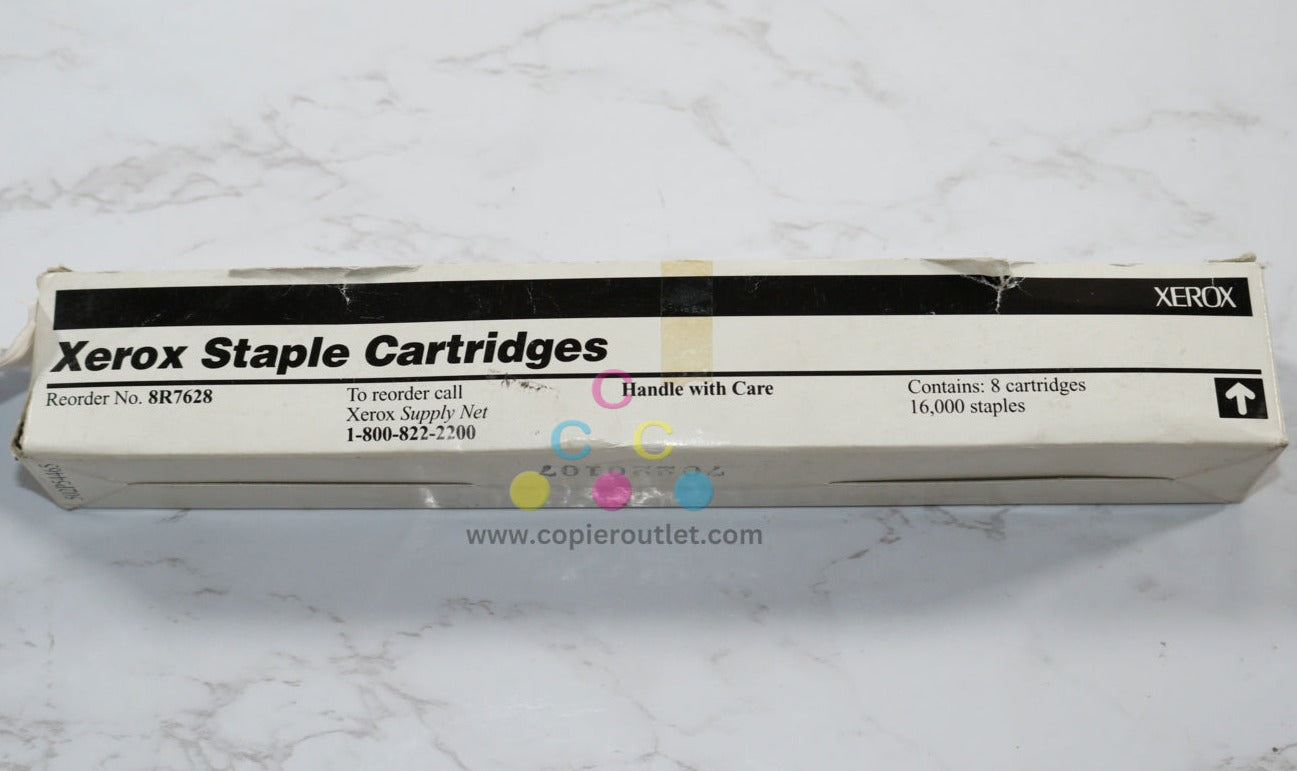 XEROX
Xerox Staple Cartridges
Reorder No. 8R7628
To reorder call
Xerox Supply Net
1-800-822-2200
Handle with Care
Contains: 8 cartridges
16,000 staples
C
C C
www.copieroutlet.com